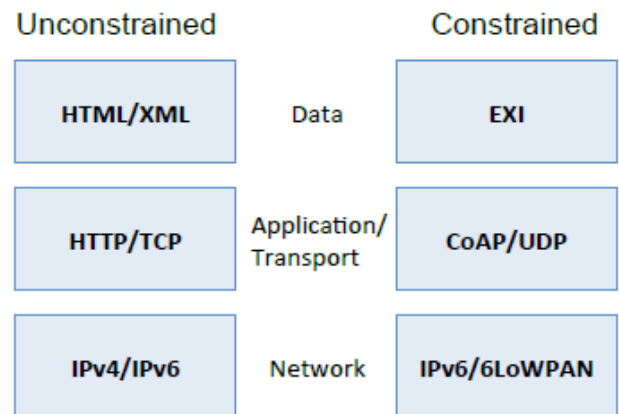 Unconstrained Constrained
HTML/XML Data EXI
HTTP/TCP Application/
Transport CoAP/UDP
IPv4/IPv6 Network IPv6/6LoWPAN